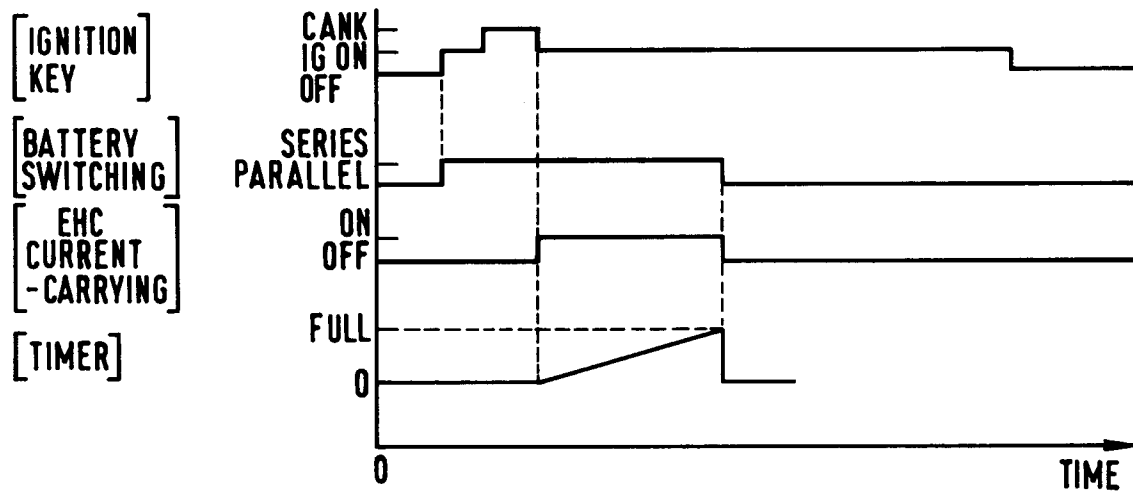 [IGNITION KEY]
CANK
IG ON
OFF
[BATTERY SWITCHING]
SERIES
PARALLEL
[EHC CURRENT -CARRYING]
ON
OFF
[TIMER]
FULL
0
0
TIME